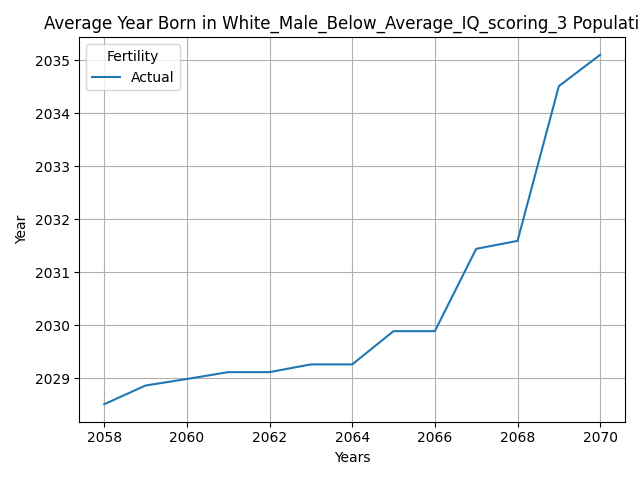 Average Year Born in White_Male_Below_Average_IQ_scoring_3 Populati
Fertility
Actual
2035
2034
2033
2032
2031
2030
2029
Year
2058 2060 2062 2064 2066 2068 2070
Years